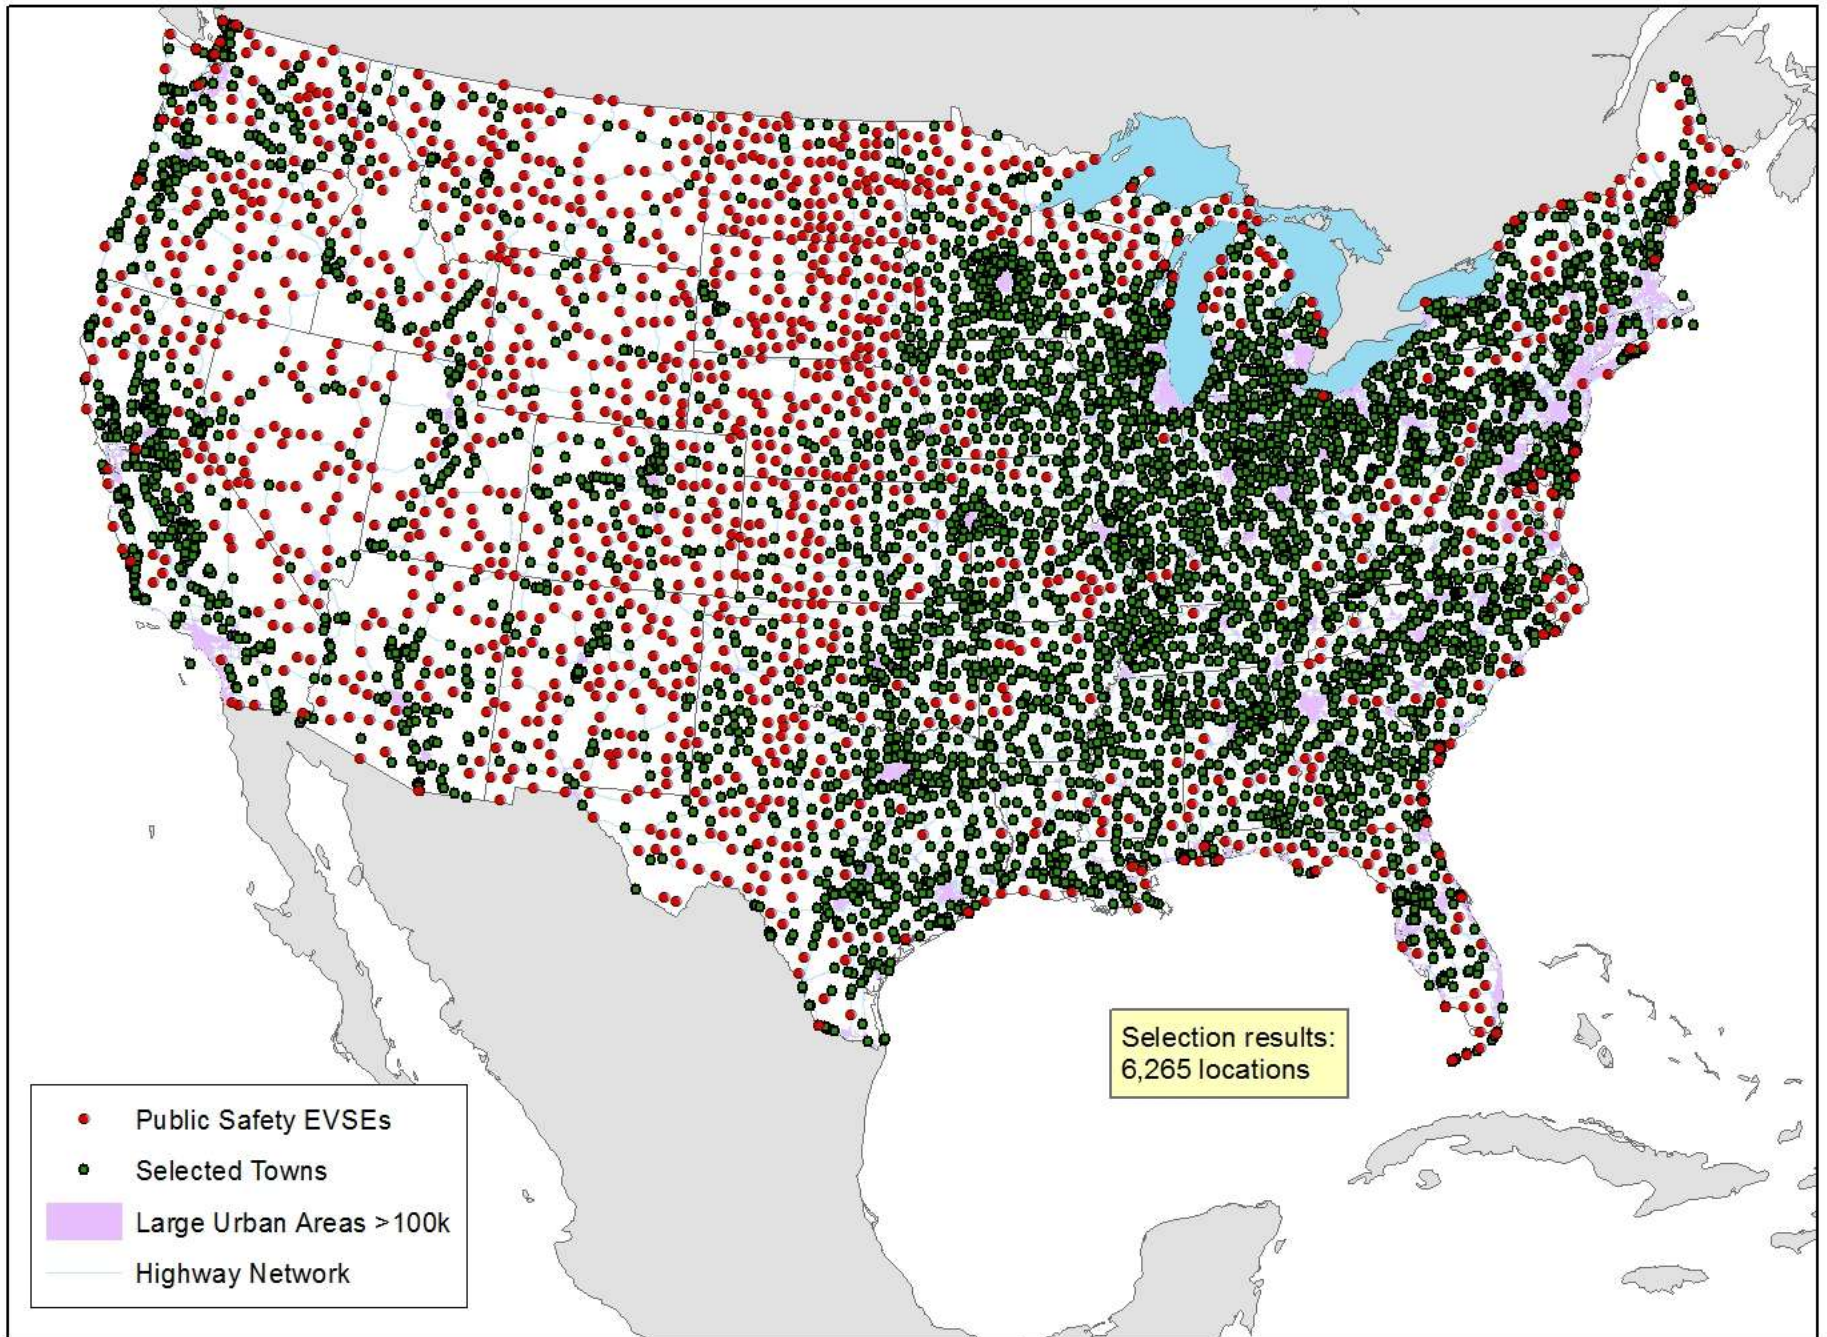 Selection results:
6,265 locations
Public Safety EVSEs
Selected Towns
Large Urban Areas >100k
Highway Network